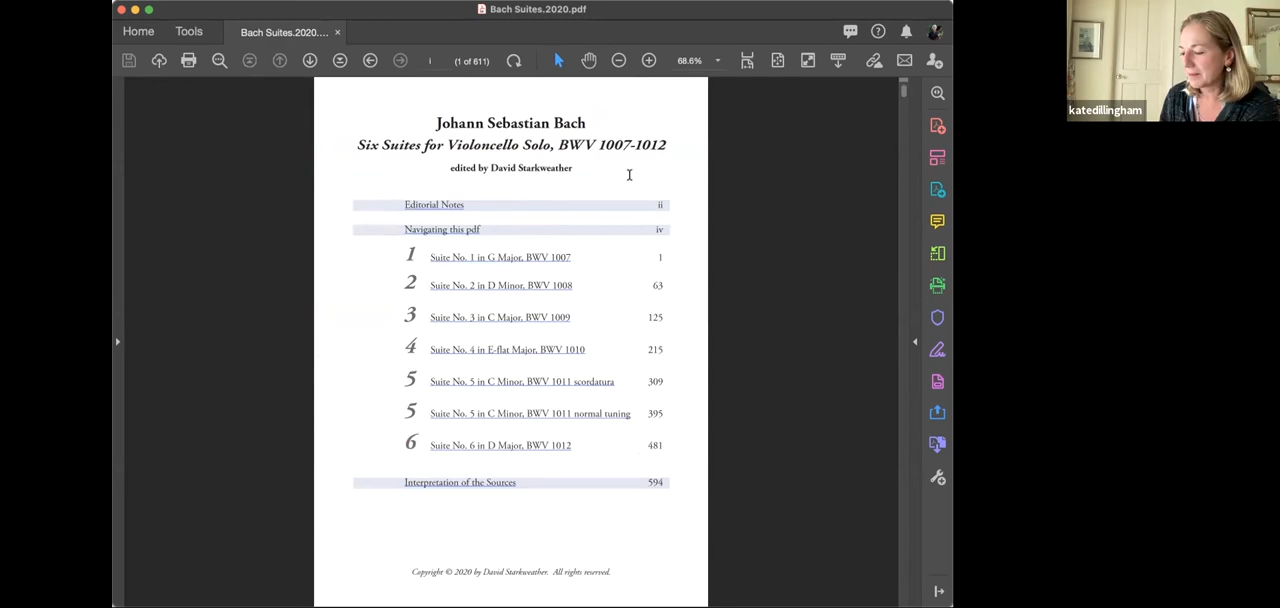 Bach Suites.2020.pdf
Home Tools Bach Suites.2020.... ×
i (1 of 611) 68.6%
katedillingham
Johann Sebastian Bach
Six Suites for Violoncello Solo, BWV 1007-1012
edited by David Starkweather
Editorial Notes ii
Navigating this pdf iv
1 Suite No. 1 in G Major, BWV 1007 1
2 Suite No. 2 in D Minor, BWV 1008 63
3 Suite No. 3 in C Major, BWV 1009 125
4 Suite No. 4 in E-flat Major, BWV 1010 215
5 Suite No. 5 in C Minor, BWV 1011 scordatura 309
5 Suite No. 5 in C Minor, BWV 1011 normal tuning 395
6 Suite No. 6 in D Major, BWV 1012 481
Interpretation of the Sources 594
Copyright © 2020 by David Starkweather. All rights reserved.